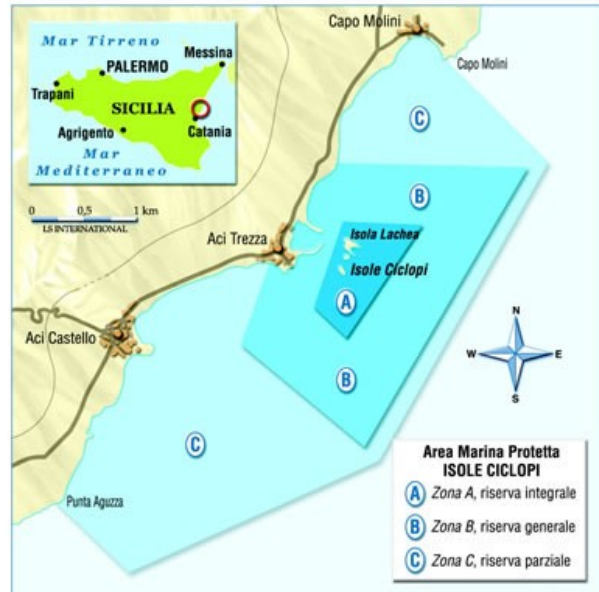 Mar Tirreno
Messina
PALERMO
Trapani
SICILIA
Catania
Agrigento
Mar
Mediterraneo
0 0,5 1 km
LS INTERNATIONAL
Capo Molini
Capo Molini
C
B
Aci Trezza
Isola Lachea
Isole Ciclopi
A
Aci Castello
B
C
Punta Aguzza
N
W E
S
Area Marina Protetta
ISOLE CICLOPI
A Zona A, riserva integrale
B Zona B, riserva generale
C Zona C, riserva parziale